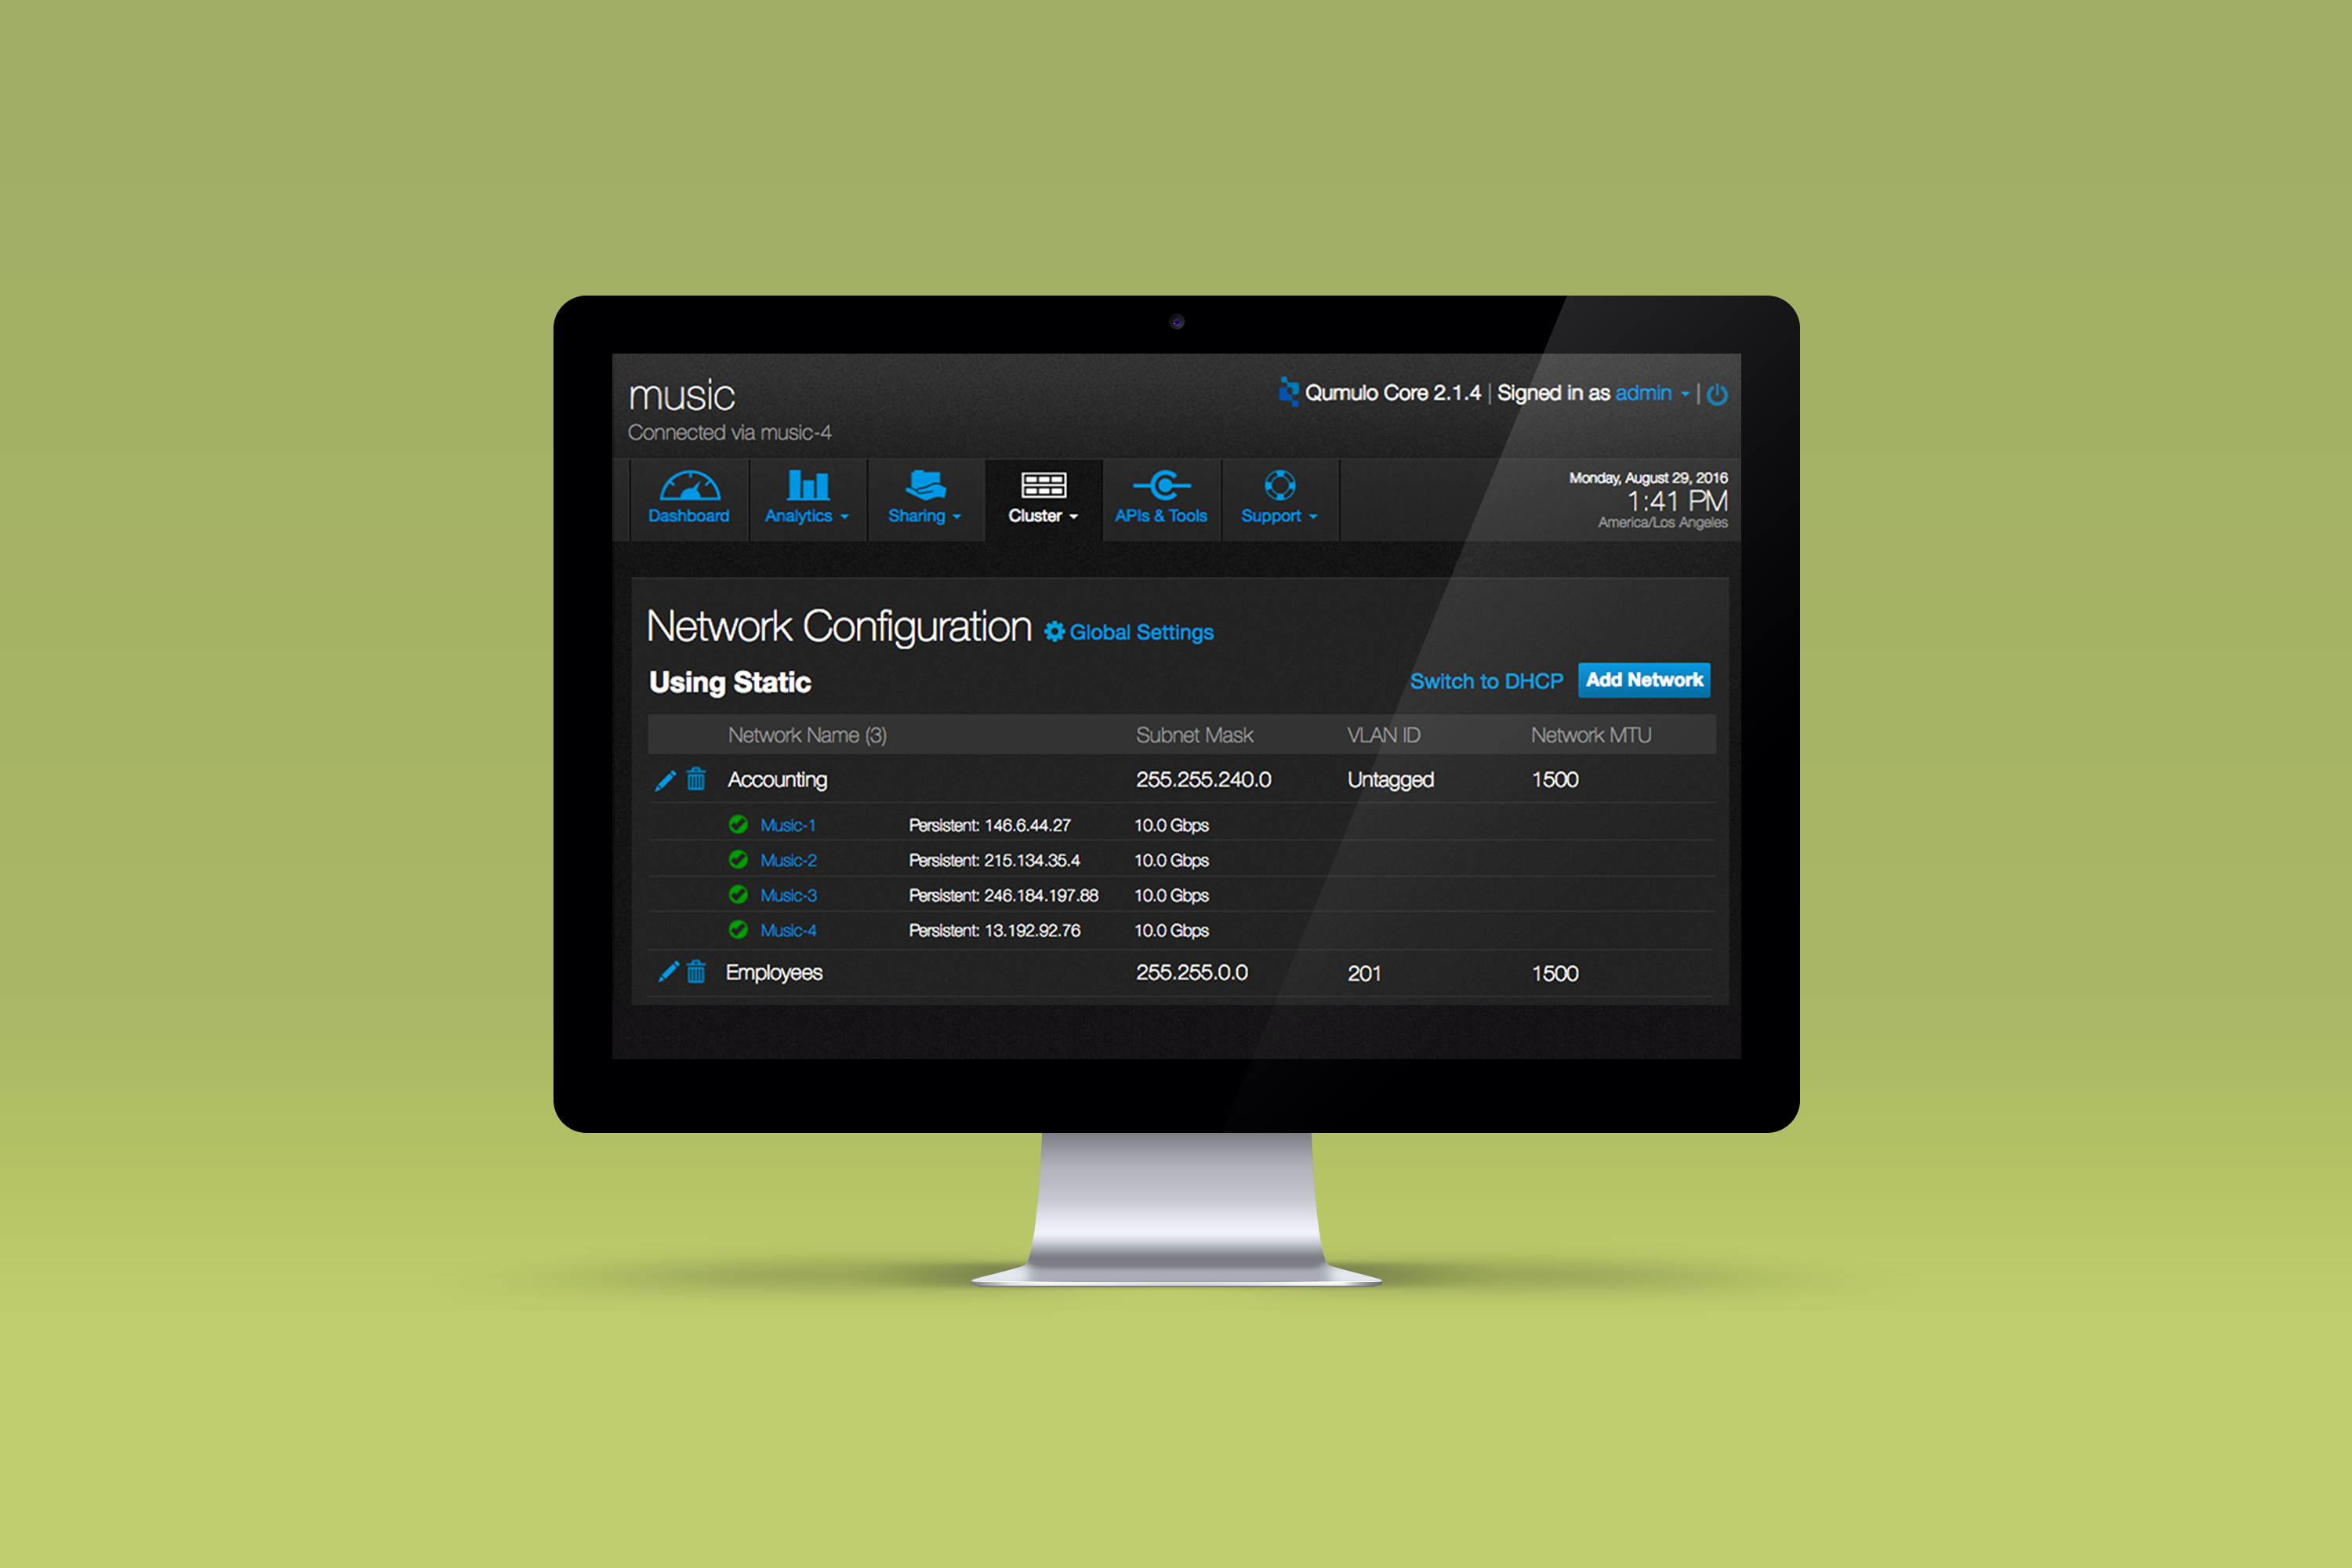 music
Connected via music-4
Qumulo Core 2.1.4 | Signed in as admin |
Dashboard
Analytics
Sharing
Cluster
APIs & Tools
Support
Monday, August 29, 2016
1:41 PM
America/Los Angeles
Network Configuration Global Settings
Using Static
Switch to DHCP Add Network
Network Name (3) Subnet Mask VLAN ID Network MTU
Accounting 255.255.240.0 Untagged 1500
Music-1 Persistent: 146.6.44.27 10.0 Gbps
Music-2 Persistent: 215.134.35.4 10.0 Gbps
Music-3 Persistent: 246.184.197.88 10.0 Gbps
Music-4 Persistent: 13.192.92.76 10.0 Gbps
Employees 255.255.0.0 201 1500